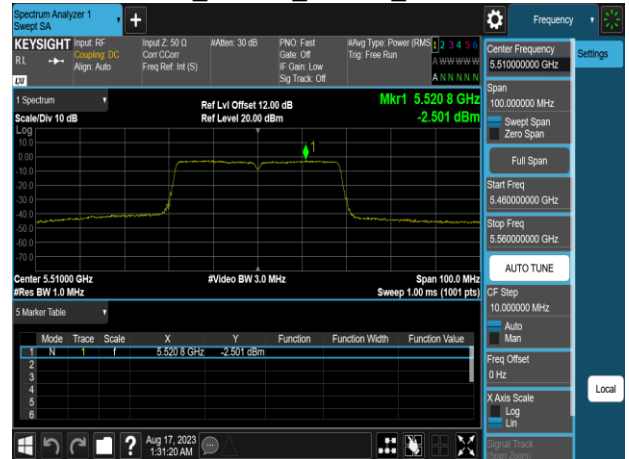 Spectrum Analyzer 1
Swept SA
Frequency
KEYSIGHT
RL
Align: Auto
LXI
Input: RF
Coupling: DC
Input Z: 50 Ω
Corr CCorr
Freq Ref: Int (S)
#Atten: 30 dB
PNO: Fast
Gate: Off
IF Gain: Low
Sig Track: Off
#Avg Type: Power (RMS
Trig: Free Run
1 2 3 4 5 6
A W W W W W
A N N N N N
Center Frequency
5.510000000 GHz
Settings
Span
100.000000 MHz
Swept Span
Zero Span
Full Span
Start Freq
5.460000000 GHz
Stop Freq
5.560000000 GHz
AUTO TUNE
CF Step
10.000000 MHz
Auto
Man
Freq Offset
0 Hz
X Axis Scale
Log
Lin
Signal Track
(Span Zoom)
Local
1 Spectrum
Scale/Div 10 dB
Ref Lvl Offset 12.00 dB
Ref Level 20.00 dBm
Mkr1 5.520 8 GHz
-2.501 dBm
Log
10.0
0.00
-10.0
-20.0
-30.0
-40.0
-50.0
-60.0
-70.0
1
Center 5.51000 GHz
#Res BW 1.0 MHz
#Video BW 3.0 MHz
Span 100.0 MHz
Sweep 1.00 ms (1001 pts)
5 Marker Table
Mode Trace Scale X Y Function Function Width Function Value
1 N 1 f 5.520 8 GHz -2.501 dBm
2
3
4
5
6
?
Aug 17, 2023
1:31:20 AM